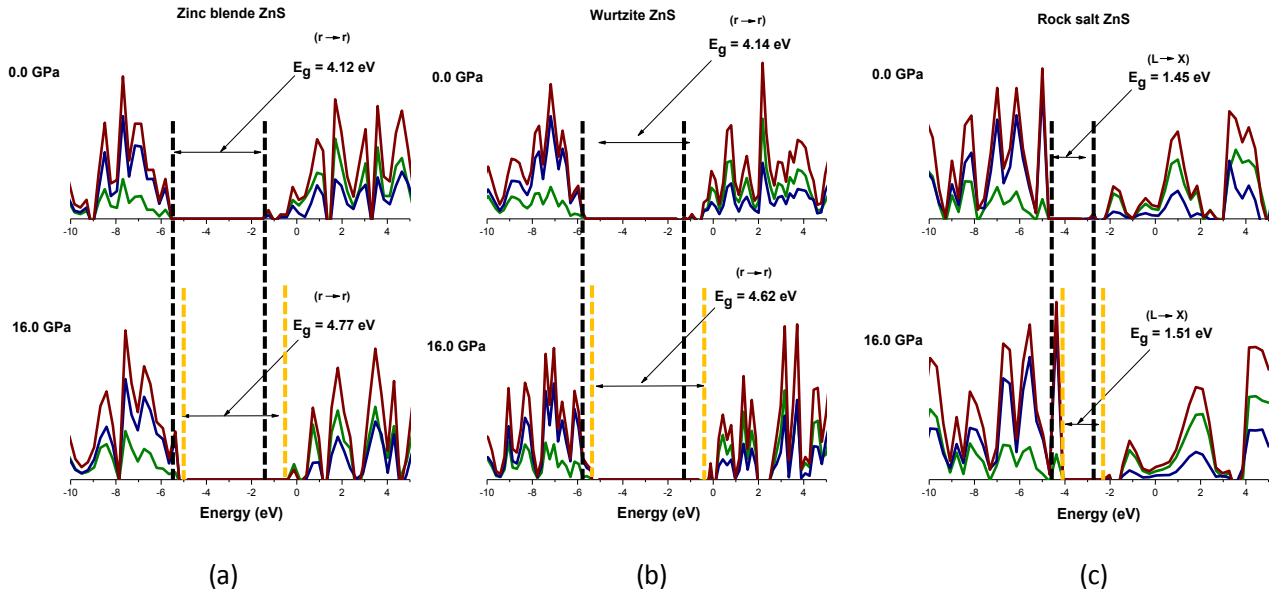 Zinc blende ZnS
(r→r)
E_g = 4.12 eV
0.0 GPa
-10 -8 -6 -4 -2 0 2 4
(r→r)
E_g = 4.77 eV
16.0 GPa
-10 -8 -6 -4 -2 0 2 4
Energy (eV)
(a)
Wurtzite ZnS
(r→r)
E_g = 4.14 eV
0.0 GPa
-10 -8 -6 -4 -2 0 2 4
(r→r)
E_g = 4.62 eV
16.0 GPa
-10 -8 -6 -4 -2 0 2 4
Energy (eV)
(b)
Rock salt ZnS
(L→X)
E_g = 1.45 eV
0.0 GPa
-10 -8 -6 -4 -2 0 2 4
(L→X)
E_g = 1.51 eV
16.0 GPa
-10 -8 -6 -4 -2 0 2 4
Energy (eV)
(c)